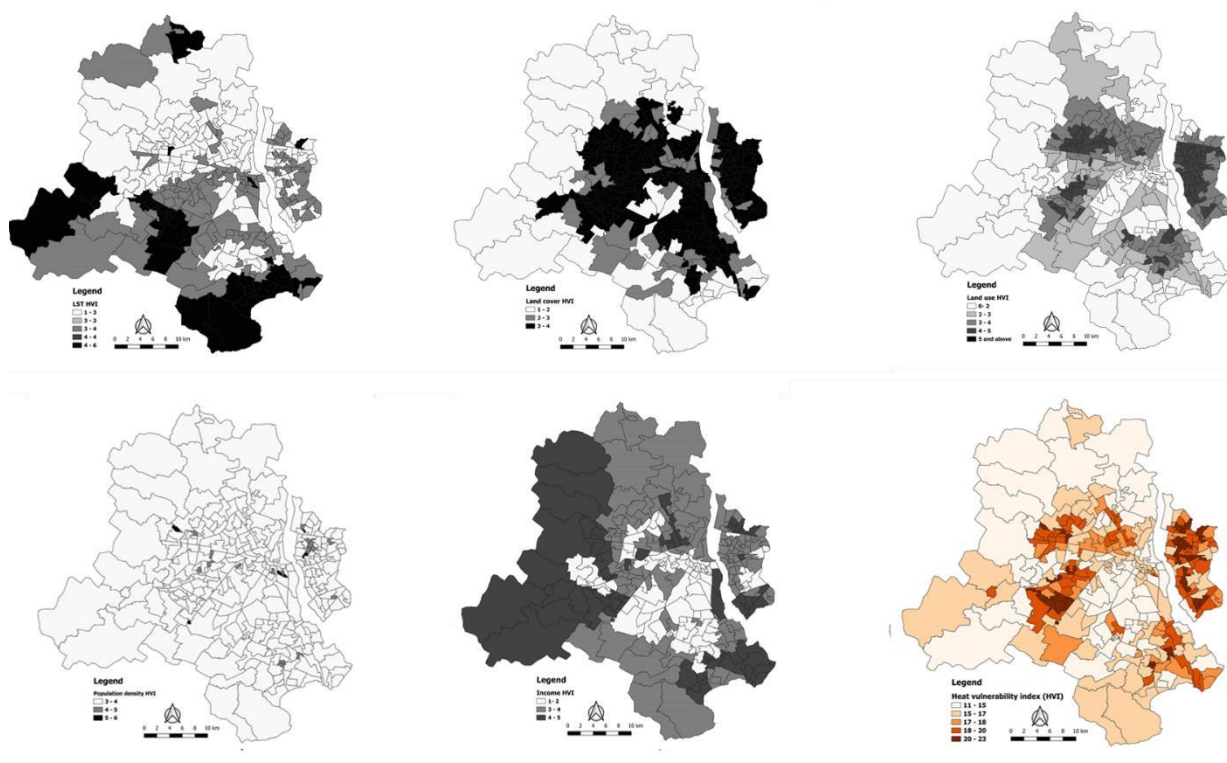 Legend
LST HVI
1 - 3
3 - 3
3 - 4
4 - 4
4 - 6
0 2 4 6 8 10 km
Legend
Land cover HVI
1 - 2
2 - 3
3 - 4
0 2 4 6 8 10 km
Legend
Land use HVI
0- 2
2 - 3
3 - 4
4 - 5
5 and above
0 2 4 6 8 10 km
Legend
Population density HVI
3 - 4
4 - 5
5 - 6
0 2 4 6 8 10 km
Legend
Income HVI
1- 2
3 - 4
4 - 5
0 2 4 6 8 10 km
Legend
Heat vulnerability index (HVI)
11 - 15
15 - 17
17 - 18
18 - 20
20 - 23
0 2 4 6 8 10 km